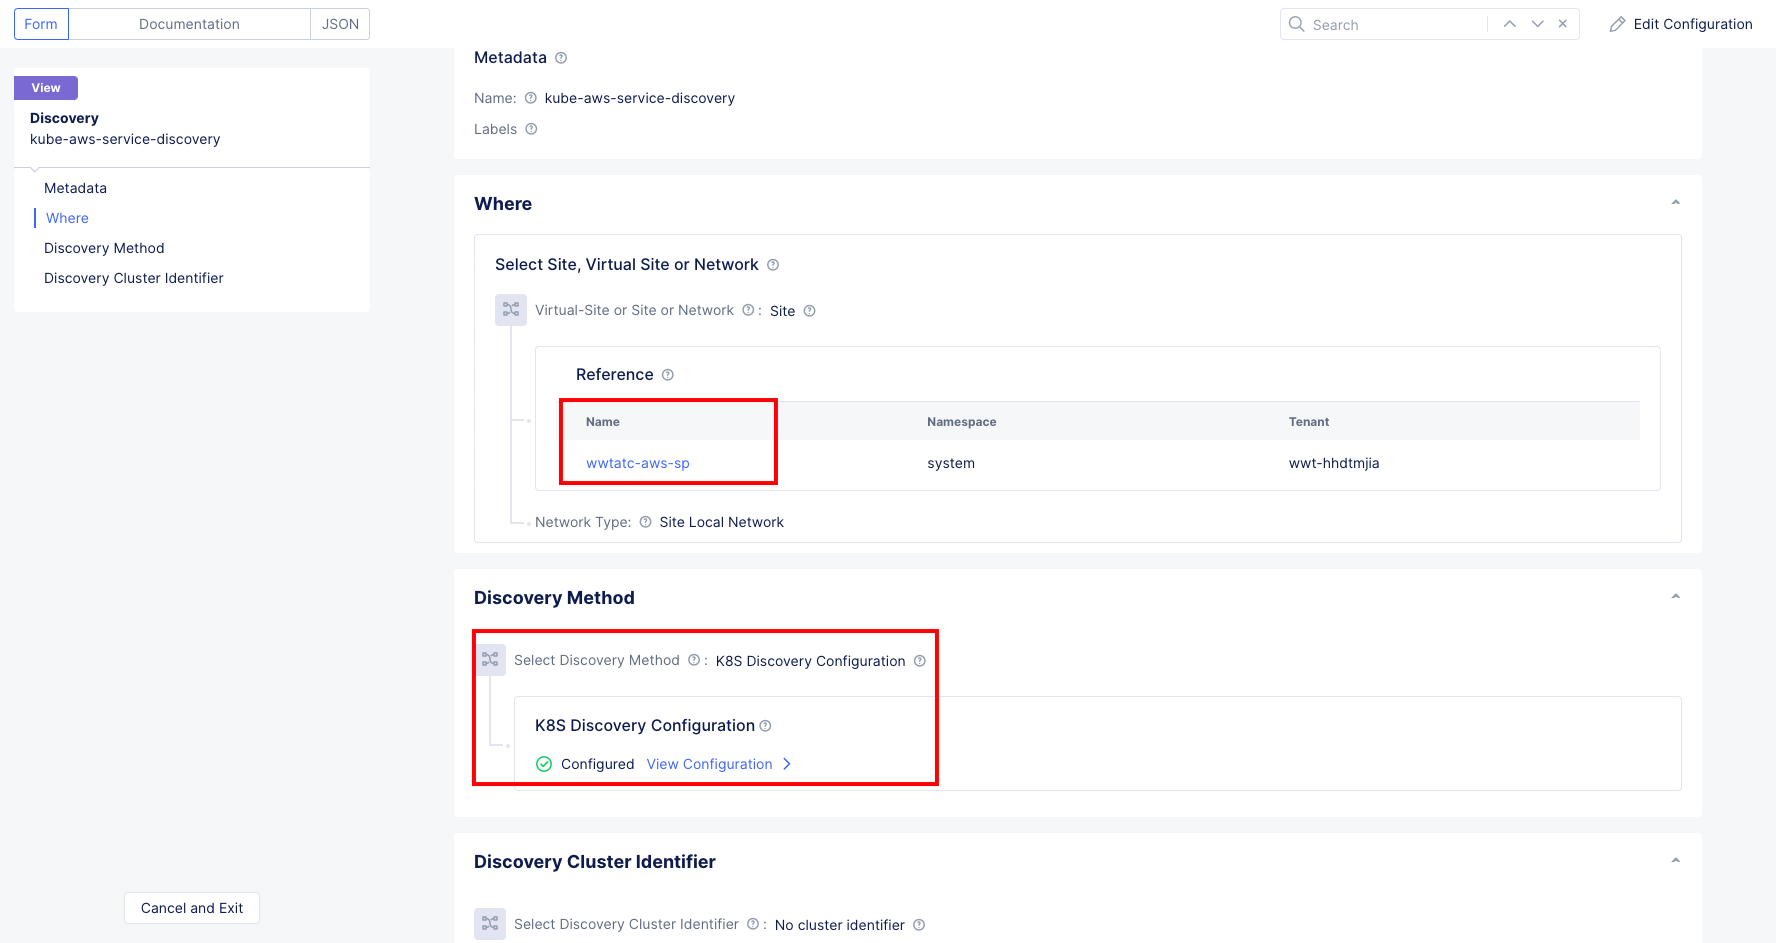 Form
Documentation
JSON
Search
Edit Configuration
View
Discovery
kube-aws-service-discovery
Metadata
Where
Discovery Method
Discovery Cluster Identifier
Cancel and Exit
Metadata
Name: kube-aws-service-discovery
Labels
Where
Select Site, Virtual Site or Network
Virtual-Site or Site or Network : Site
Reference
Name Namespace Tenant
wwtatc-aws-sp system wwt-hhdtmjia
Network Type: Site Local Network
Discovery Method
Select Discovery Method : K8S Discovery Configuration
K8S Discovery Configuration
Configured View Configuration
Discovery Cluster Identifier
Select Discovery Cluster Identifier : No cluster identifier